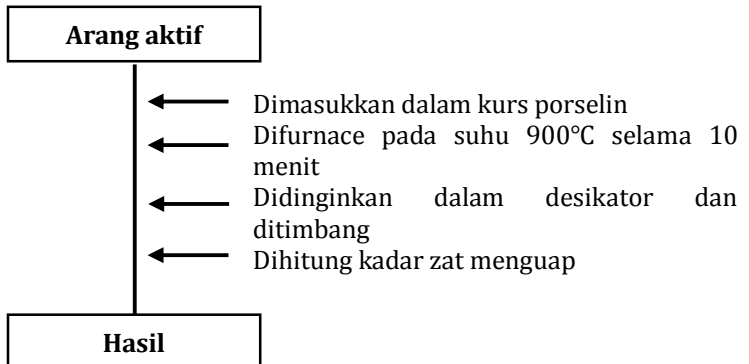 Arang aktif
Dimasukkan dalam kurs porselin
Difurnace pada suhu 900°C selama 10
menit
Didinginkan dalam desikator dan
ditimbang
Dihitung kadar zat menguap
Hasil